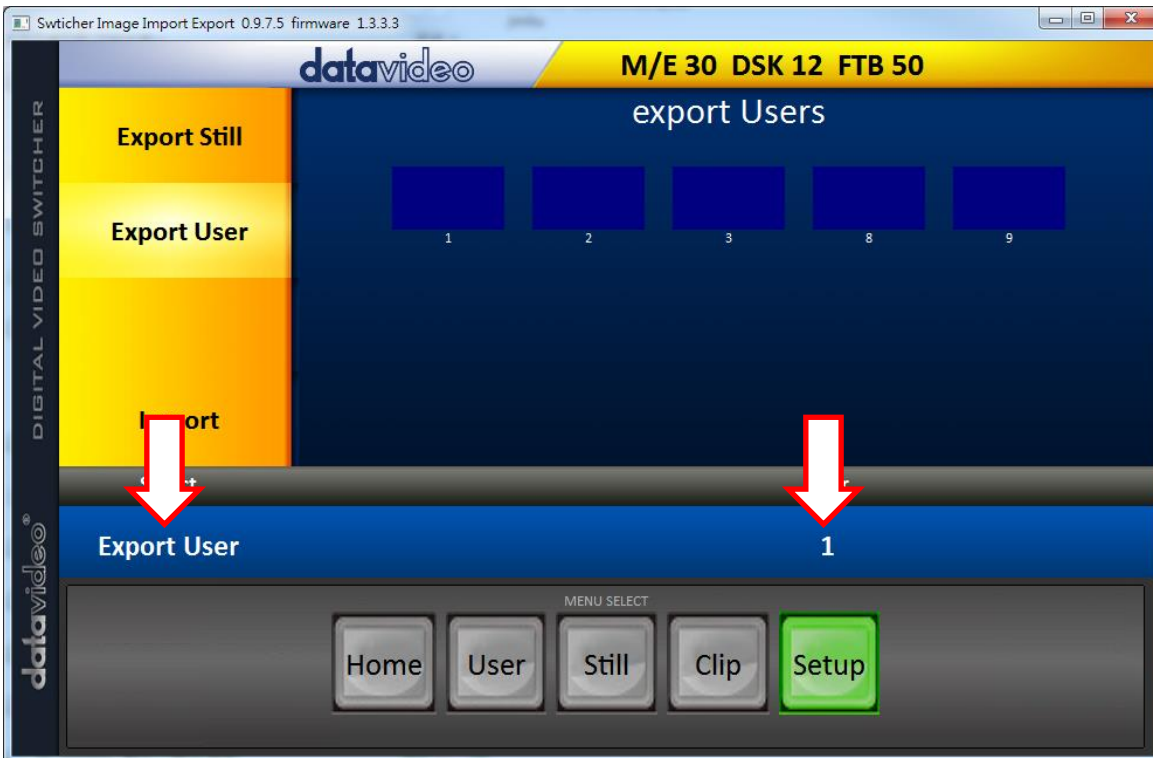 Swticher Image Import Export 0.9.7.5 firmware 1.3.3.3
datavideo
M/E 30 DSK 12 FTB 50
export Users
Export Still
Export User
1 2 3 8 9
DIGITAL VIDEO SWITCHER
Export User 1
datavideo®
MENU SELECT
Home User Still Clip Setup